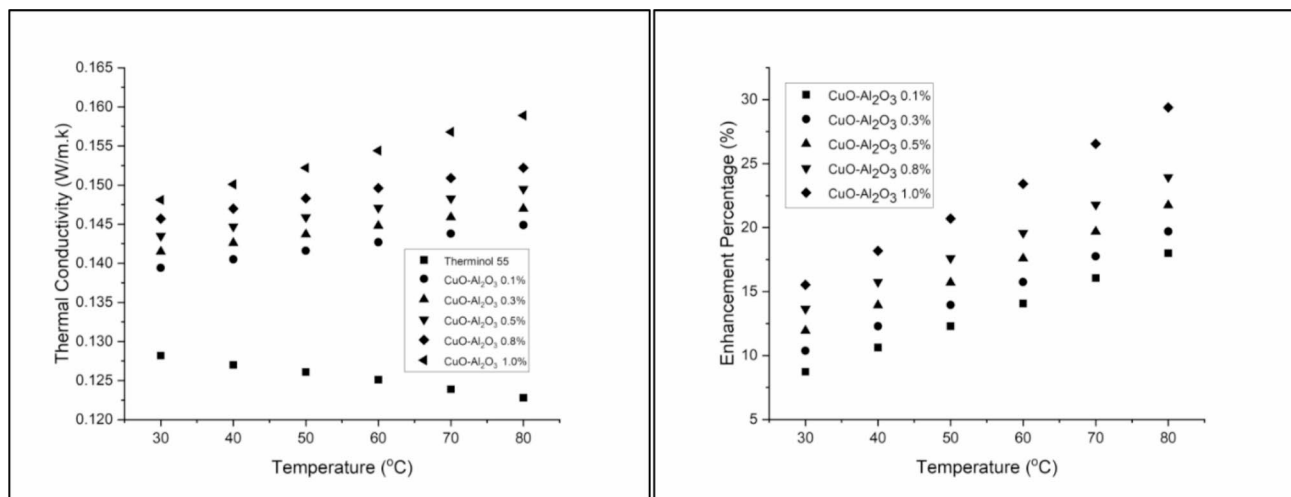 0.165
0.160
0.155
0.150
0.145
0.140
0.135
0.130
0.125
0.120
Thermal Conductivity (W/m.k)
Therminol 55
CuO-Al₂O₃ 0.1%
CuO-Al₂O₃ 0.3%
CuO-Al₂O₃ 0.5%
CuO-Al₂O₃ 0.8%
CuO-Al₂O₃ 1.0%
30 40 50 60 70 80
Temperature (°C)
30
25
20
15
10
5
Enhancement Percentage (%)
CuO-Al₂O₃ 0.1%
CuO-Al₂O₃ 0.3%
CuO-Al₂O₃ 0.5%
CuO-Al₂O₃ 0.8%
CuO-Al₂O₃ 1.0%
30 40 50 60 70 80
Temperature (°C)